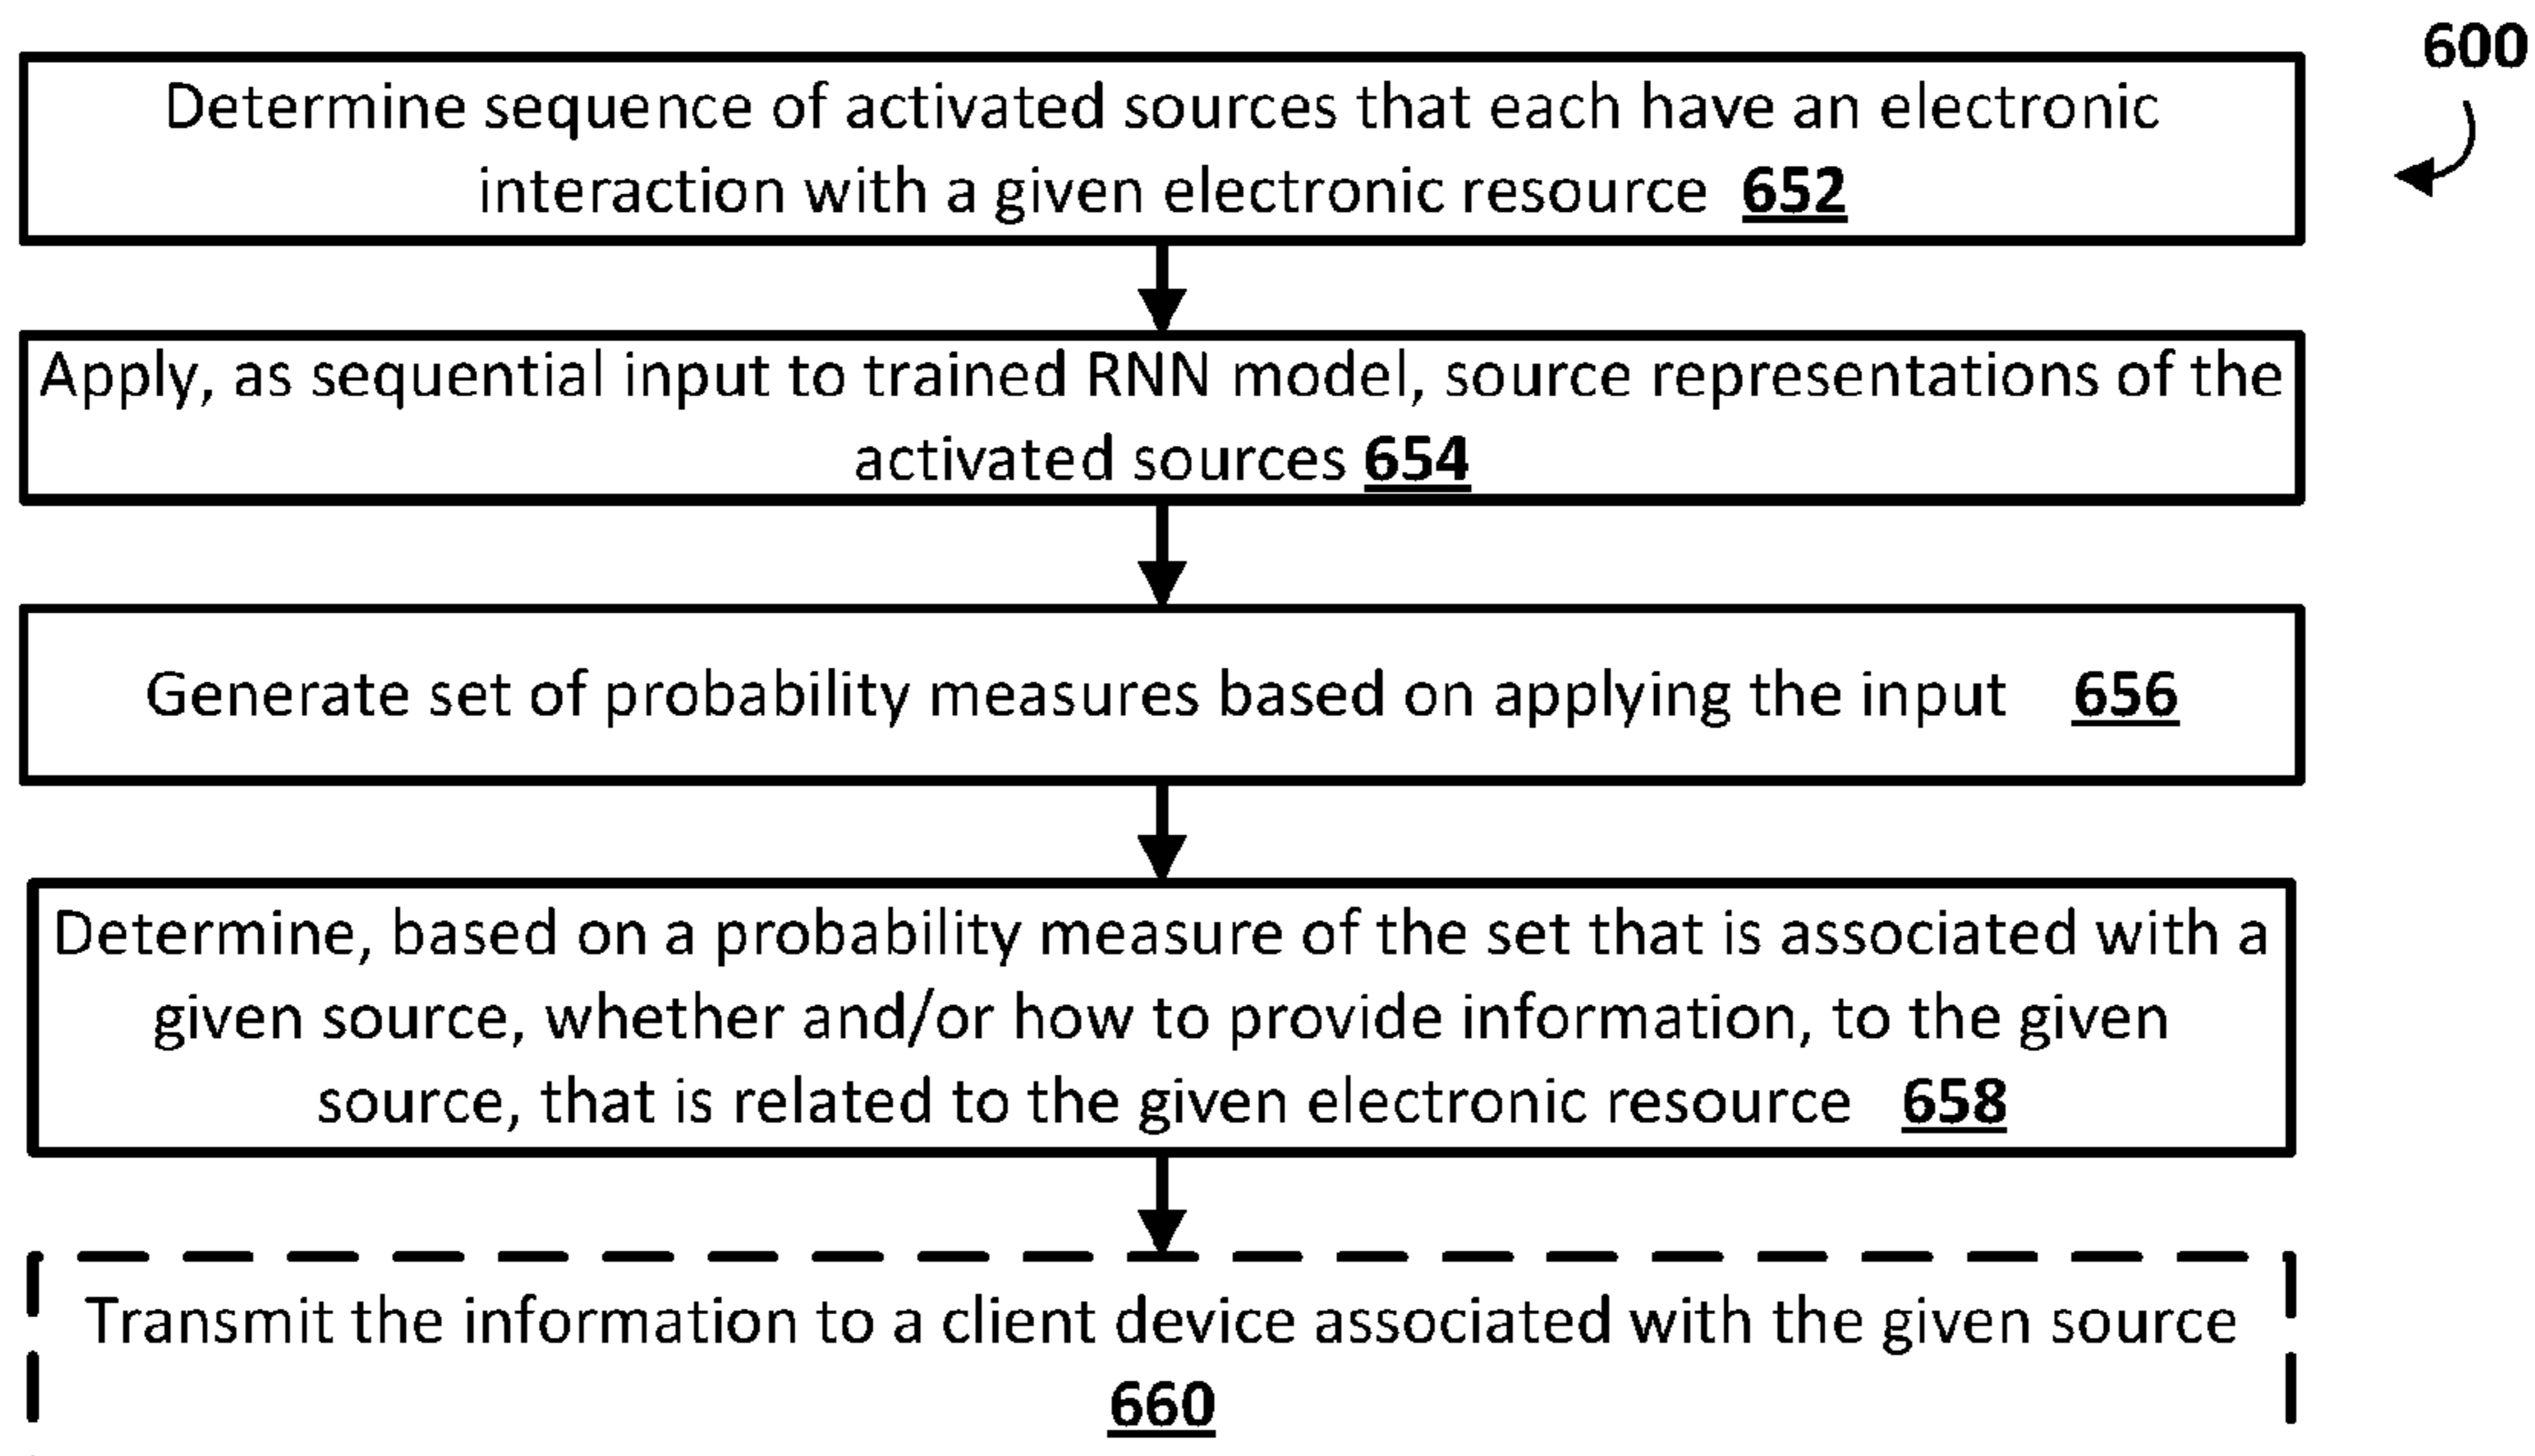 600
Determine sequence of activated sources that each have an electronic
interaction with a given electronic resource 652
Apply, as sequential input to trained RNN model, source representations of the
activated sources 654
Generate set of probability measures based on applying the input 656
Determine, based on a probability measure of the set that is associated with a
given source, whether and/or how to provide information, to the given
source, that is related to the given electronic resource 658
Transmit the information to a client device associated with the given source
660